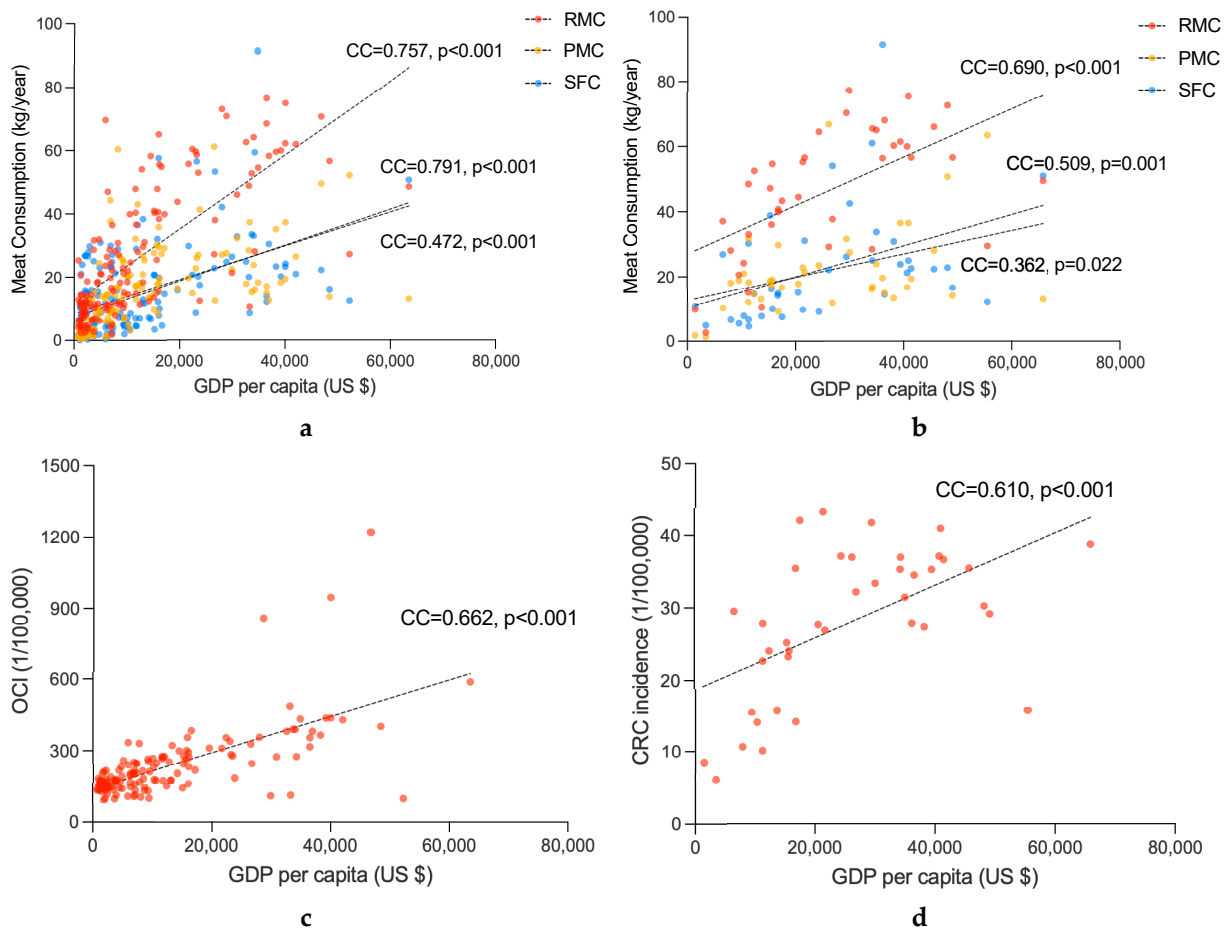 100
80
60
40
20
0
Meat Consumption (kg/year)
CC=0.757, p<0.001
CC=0.791, p<0.001
CC=0.472, p<0.001
RMC
PMC
SFC
0
20,000
40,000
60,000
80,000
GDP per capita (US $)
a
100
80
60
40
20
0
Meat Consumption (kg/year)
CC=0.690, p<0.001
CC=0.509, p=0.001
CC=0.362, p=0.022
RMC
PMC
SFC
0
20,000
40,000
60,000
80,000
GDP per capita (US $)
b
1500
1200
900
600
300
0
OCI (1/100,000)
CC=0.662, p<0.001
0
20,000
40,000
60,000
80,000
GDP per capita (US $)
c
50
40
30
20
10
0
CRC incidence (1/100,000)
CC=0.610, p<0.001
0
20,000
40,000
60,000
80,000
GDP per capita (US $)
d